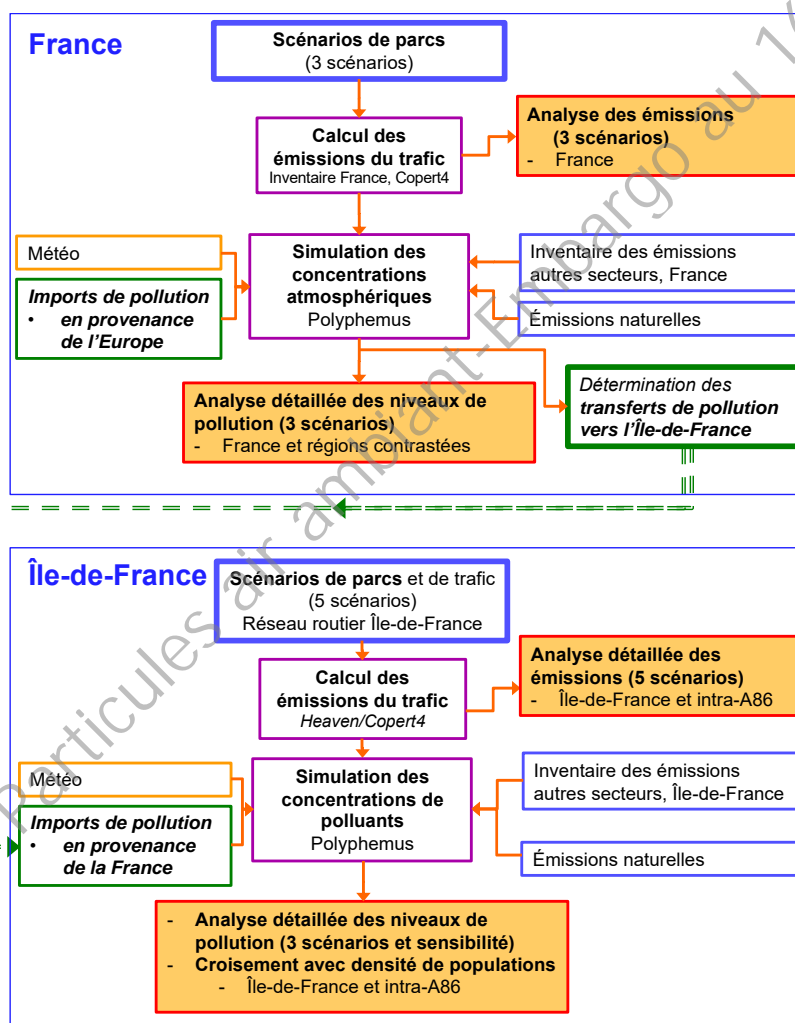 France
Scénarios de parcs
(3 scénarios)
Calcul des
émissions du trafic
Inventaire France, Copert4
Analyse des émissions
(3 scénarios)
- France
Météo
Imports de pollution
• en provenance
de l'Europe
Simulation des
concentrations
atmosphériques
Polyphemus
Inventaire des émissions
autres secteurs, France
Émissions naturelles
Analyse détaillée des niveaux de
pollution (3 scénarios)
- France et régions contrastées
Détermination des
transferts de pollution
vers l'Île-de-France
Île-de-France
Scénarios de parcs et de trafic
(5 scénarios)
Réseau routier Île-de-France
Calcul des
émissions du trafic
Heaven/Copert4
Analyse détaillée des
émissions (5 scénarios)
- Île-de-France et intra-A86
Météo
Imports de pollution
• en provenance
de la France
Simulation des
concentrations de
polluants
Polyphemus
Inventaire des émissions
autres secteurs, Île-de-France
Émissions naturelles
- Analyse détaillée des niveaux de
pollution (3 scénarios et sensibilité)
- Croisement avec densité de populations
- Île-de-France et intra-A86
Particules air ambiant-Embargo au